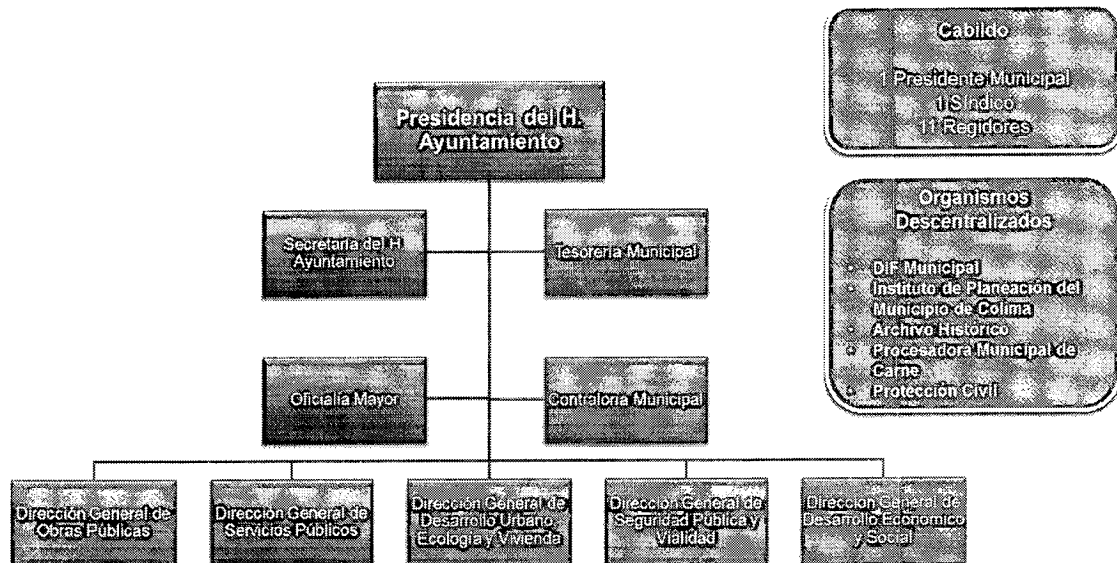 Presidencia del H.
Ayuntamiento
Secretaría del H.
Ayuntamiento
Tesorería Municipal
Oficialía Mayor
Contraloría Municipal
Dirección General de
Obras Públicas
Dirección General de
Servicios Públicos
Dirección General de
Desarrollo Urbano,
Ecología y Vivienda
Dirección General de
Seguridad Pública y
Vialidad
Dirección General de
Desarrollo Económico
y Social
Cabildo
1 Presidente Municipal
1 Síndico
11 Regidores
Organismos
Descentralizados
DIF Municipal
Instituto de Planeación del
Municipio de Colima
Archivo Histórico
Procesadora Municipal de
Carne
Protección Civil